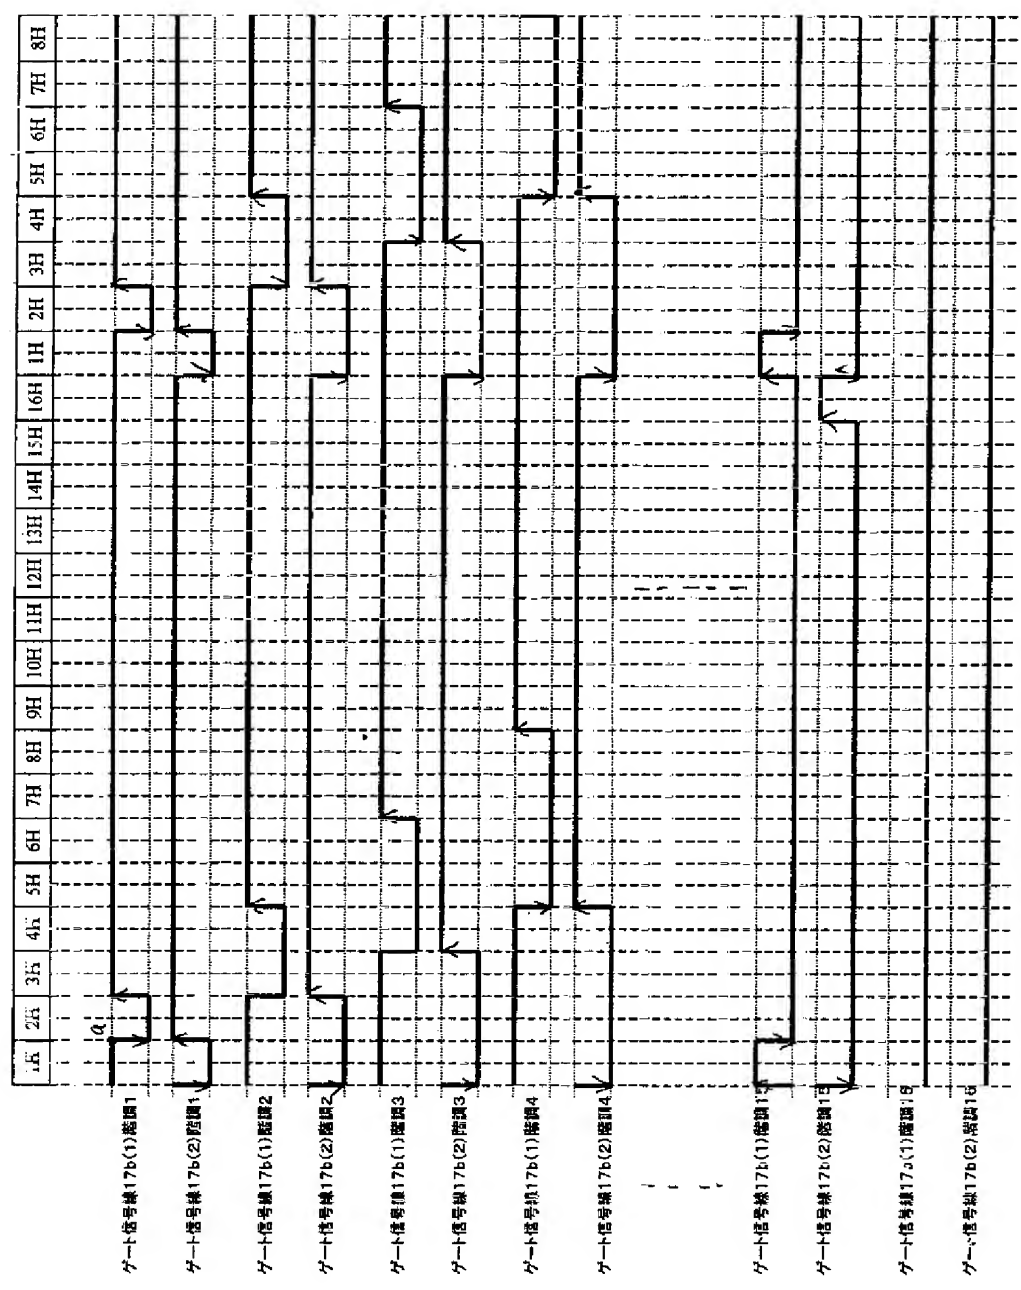 1H 2H 3H 4H 5H 6H 7H 8H 9H 10H 11H 12H 13H 14H 15H 16H 1H 2H 3H 4H 5H 6H 7H 8H
a
ゲート信号線17b(1)階調1
ゲート信号線17b(2)階調1
ゲート信号線17b(1)階調2
ゲート信号線17b(2)階調2
ゲート信号線17b(1)階調3
ゲート信号線17b(2)階調3
ゲート信号線17b(1)階調4
ゲート信号線17b(2)階調4
ゲート信号線17b(1)階調
ゲート信号線17b(2)階調15
ゲート信号線17b(1)階調16
ゲート信号線17b(2)階調16